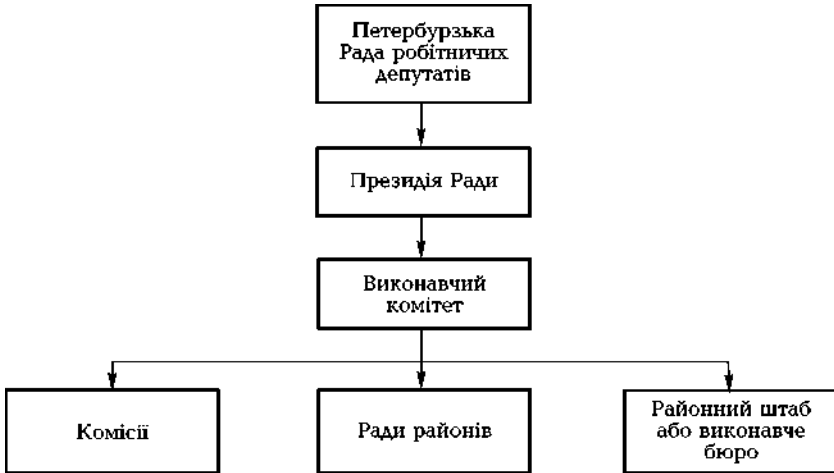 Петербурзька
Рада робітничих
депутатів
Президія Ради
Виконавчий
комітет
Комісії
Ради районів
Районний штаб
або виконавче
бюро